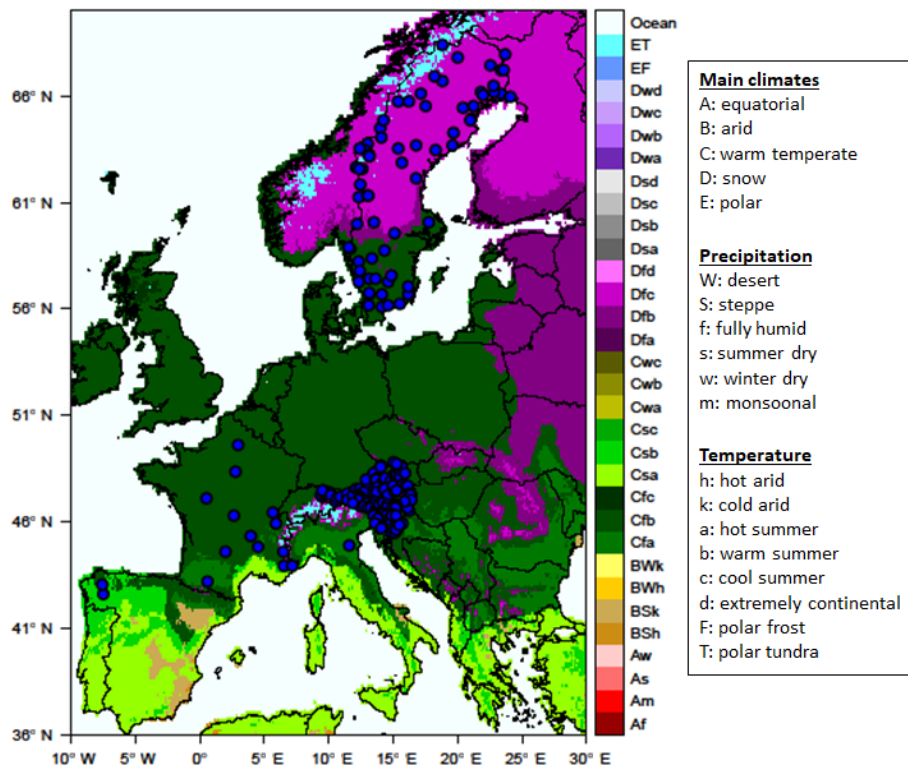 Ocean
ET
EF
Dwd
Dwc
Dwb
Dwa
Dsd
Dsc
Dsb
Dsa
Dfd
Dfc
Dfb
Dfa
Cwc
Cwb
Cwa
Csc
Csb
Csa
Cfc
Cfb
Cfa
BWk
BWh
BSk
BSh
Aw
As
Am
Af
66° N
61° N
56° N
51° N
46° N
41° N
36° N
10° W 5° W 0° 5° E 10° E 15° E 20° E 25° E 30° E
Main climates
A: equatorial
B: arid
C: warm temperate
D: snow
E: polar
Precipitation
W: desert
S: steppe
f: fully humid
s: summer dry
w: winter dry
m: monsoonal
Temperature
h: hot arid
k: cold arid
a: hot summer
b: warm summer
c: cool summer
d: extremely continental
F: polar frost
T: polar tundra